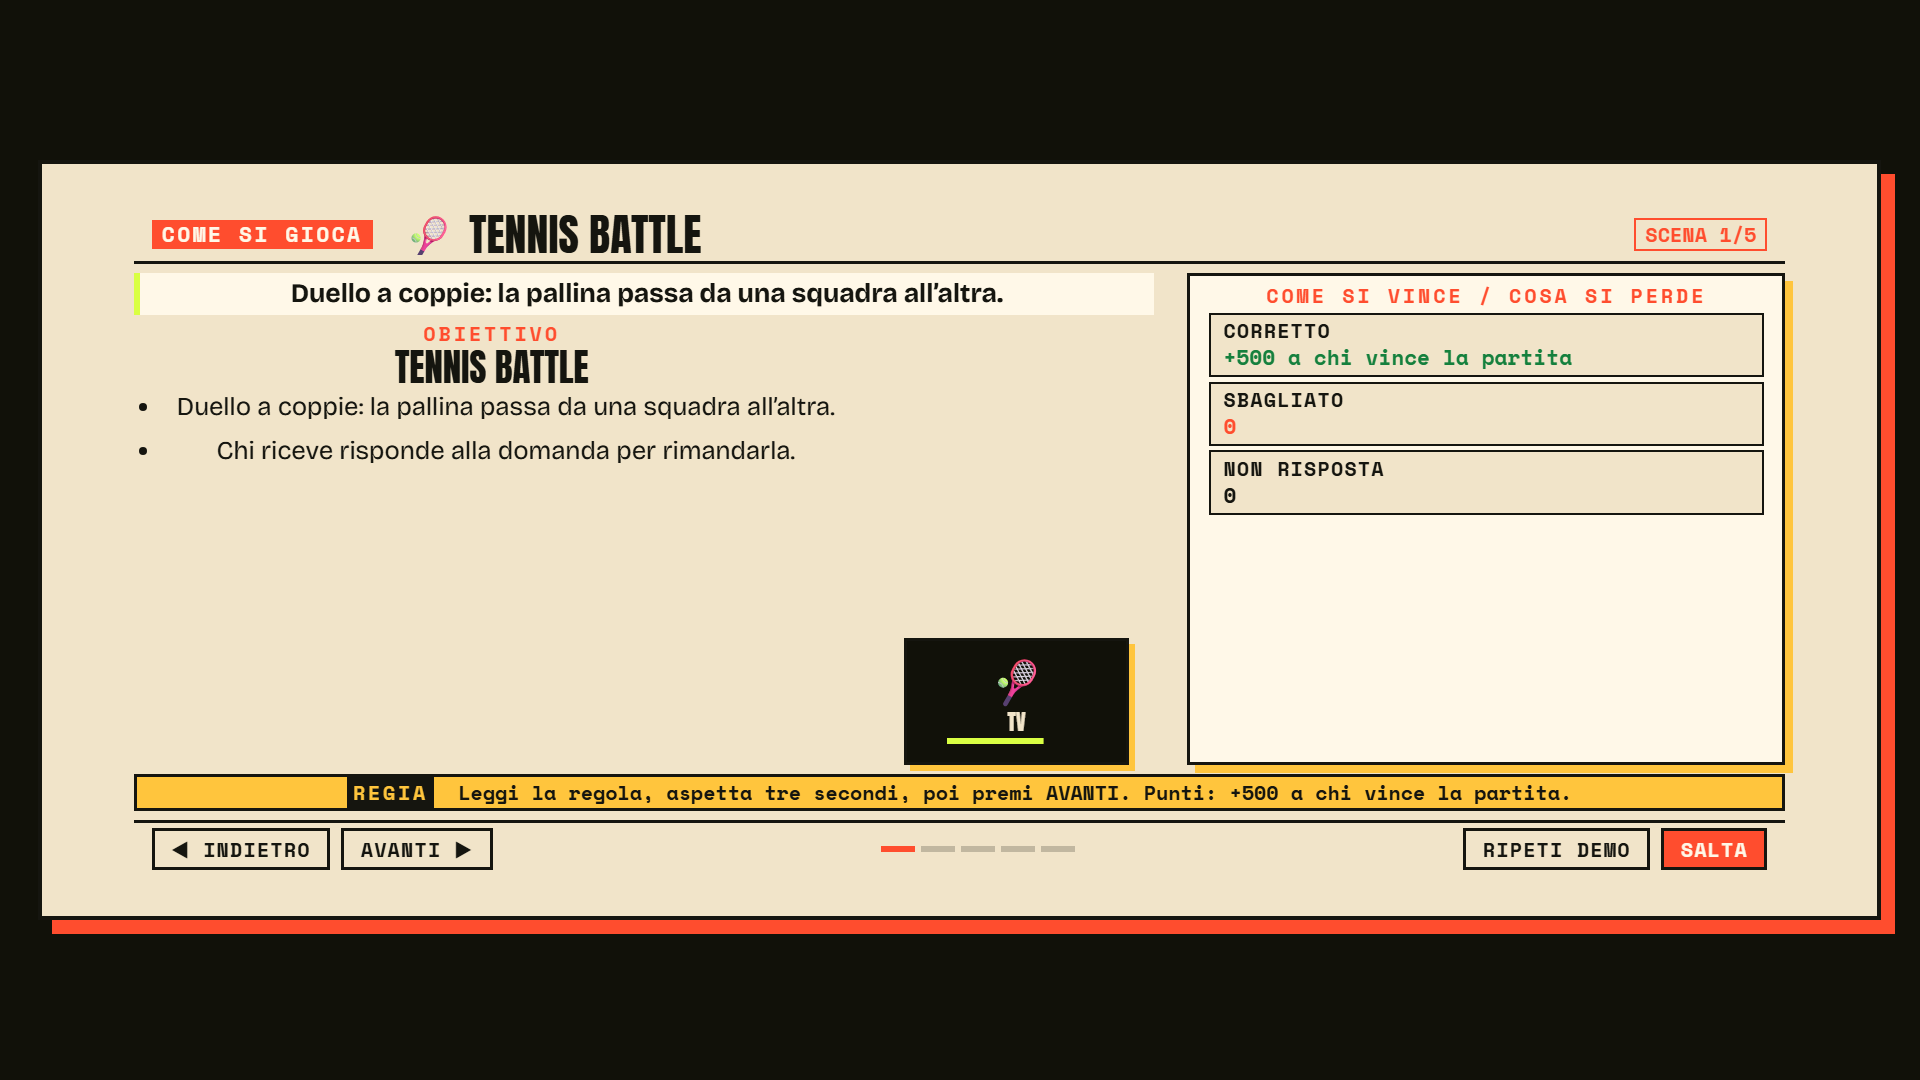 COME SI GIOCA
TENNIS BATTLE
SCENA 1/5
Duello a coppie: la pallina passa da una squadra all’altra.
OBIETTIVO
TENNIS BATTLE
• Duello a coppie: la pallina passa da una squadra all’altra.
• Chi riceve risponde alla domanda per rimandarla.
TV
COME SI VINCE / COSA SI PERDE
CORRETTO
+500 a chi vince la partita
SBAGLIATO
0
NON RISPOSTA
0
REGIA Leggi la regola, aspetta tre secondi, poi premi AVANTI. Punti: +500 a chi vince la partita.
◀ INDIETRO
AVANTI ▶
RIPETI DEMO
SALTA